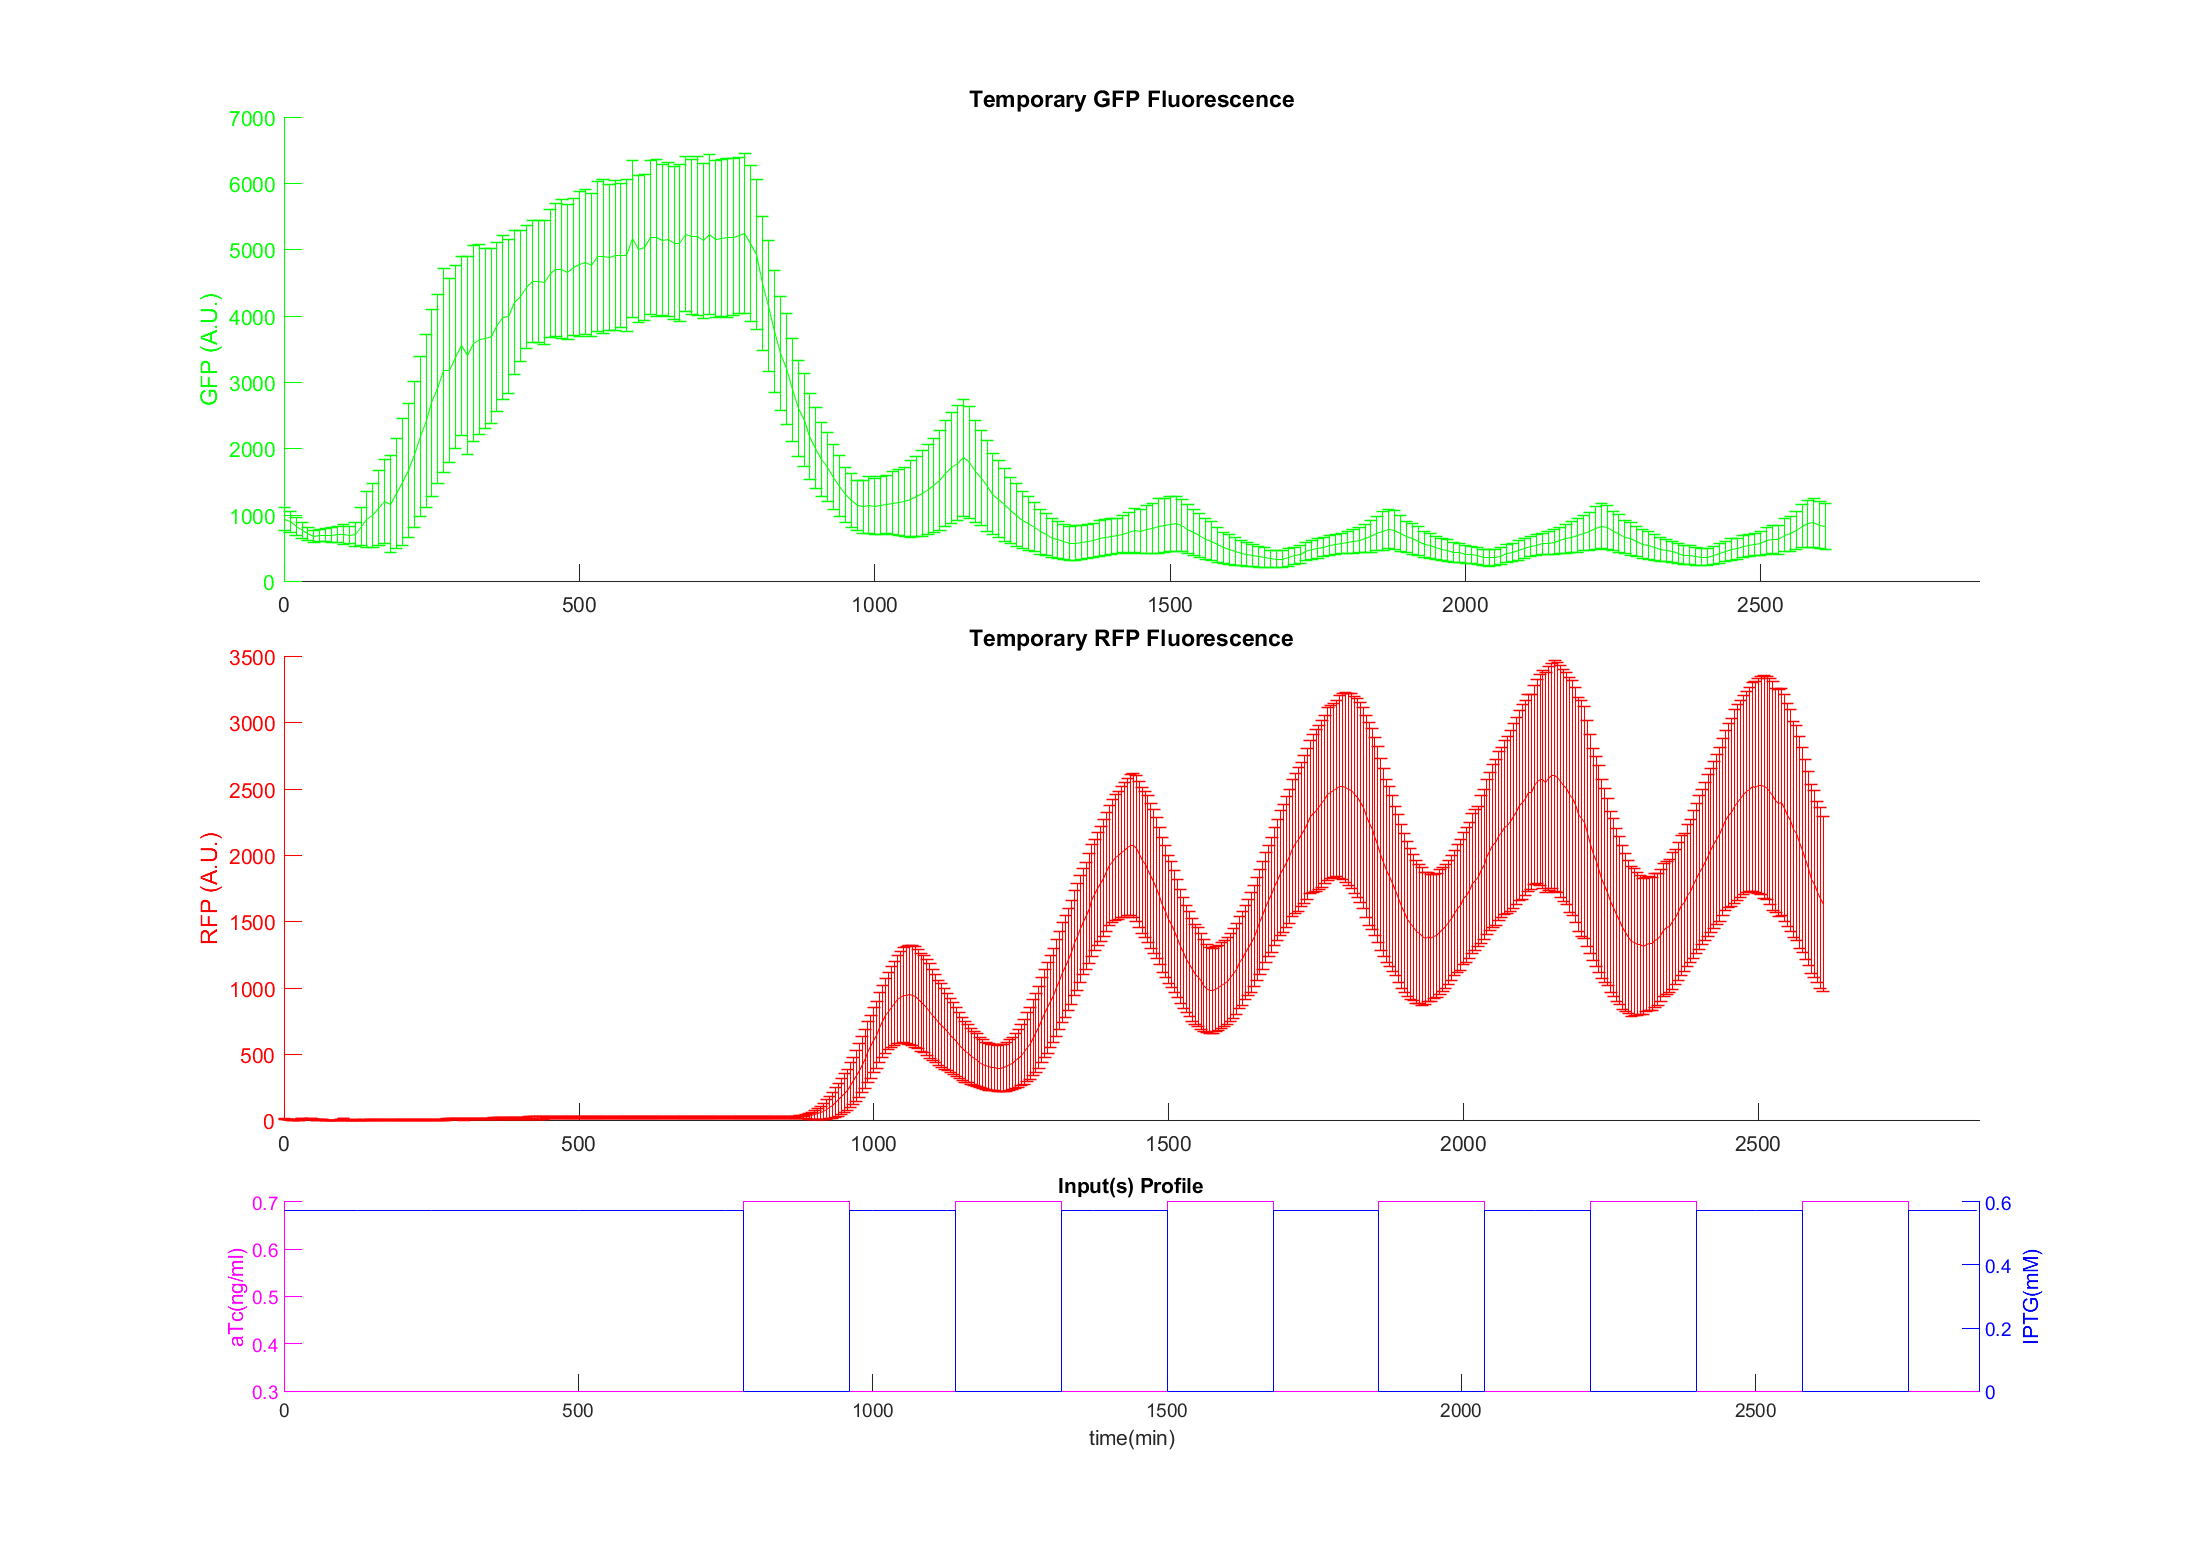 Temporary GFP Fluorescence
7000
6000
5000
4000
3000
2000
1000
0
GFP (A.U.)
0 500 1000 1500 2000 2500
Temporary RFP Fluorescence
3500
3000
2500
2000
1500
1000
500
0
RFP (A.U.)
0 500 1000 1500 2000 2500
Input(s) Profile
0.7
0.6
0.5
0.4
0.3
aTc(ng/ml)
0.6
0.4
0.2
0
IPTG(mM)
0 500 1000 1500 2000 2500
time(min)